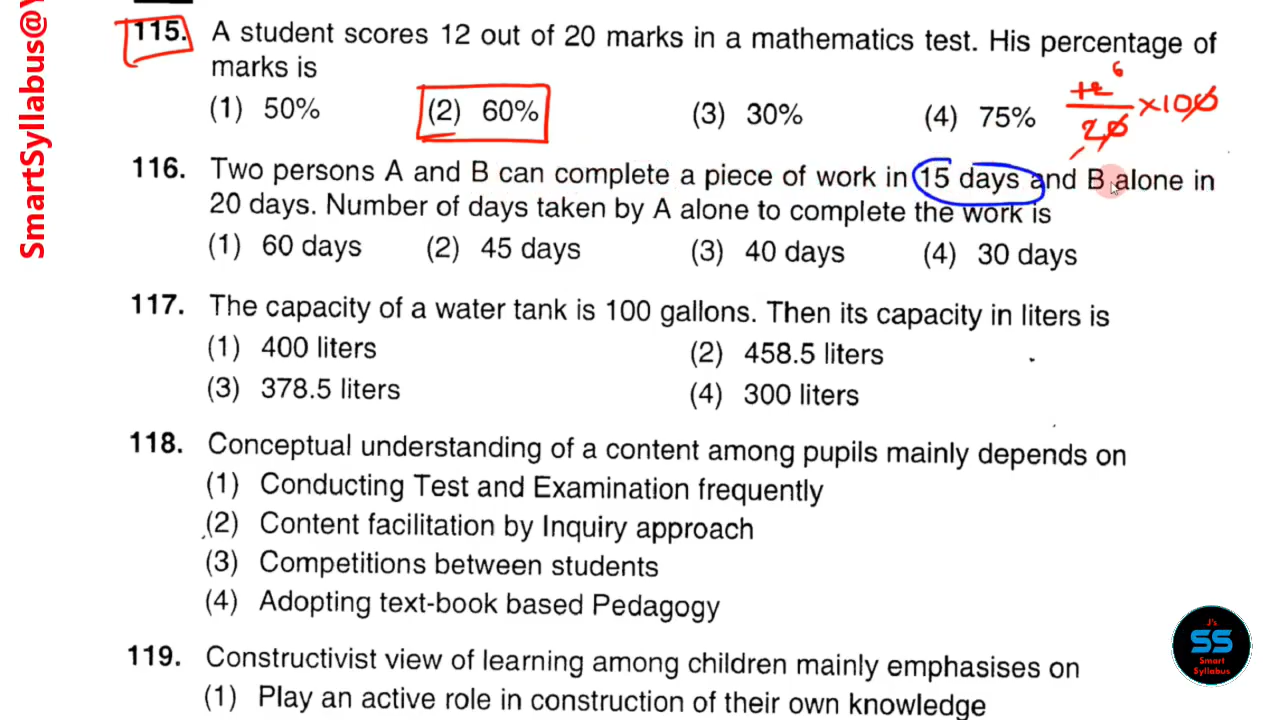 SmartSyllabus@Y
115. A student scores 12 out of 20 marks in a mathematics test. His percentage of
marks is
(1) 50% (2) 60% (3) 30% (4) 75%
12 6
20 ×100
116. Two persons A and B can complete a piece of work in 15 days and B alone in
20 days. Number of days taken by A alone to complete the work is
(1) 60 days (2) 45 days (3) 40 days (4) 30 days
117. The capacity of a water tank is 100 gallons. Then its capacity in liters is
(1) 400 liters (2) 458.5 liters
(3) 378.5 liters (4) 300 liters
118. Conceptual understanding of a content among pupils mainly depends on
(1) Conducting Test and Examination frequently
(2) Content facilitation by Inquiry approach
(3) Competitions between students
(4) Adopting text-book based Pedagogy
119. Constructivist view of learning among children mainly emphasises on
(1) Play an active role in construction of their own knowledge
J's
SS
Smart
Syllabus